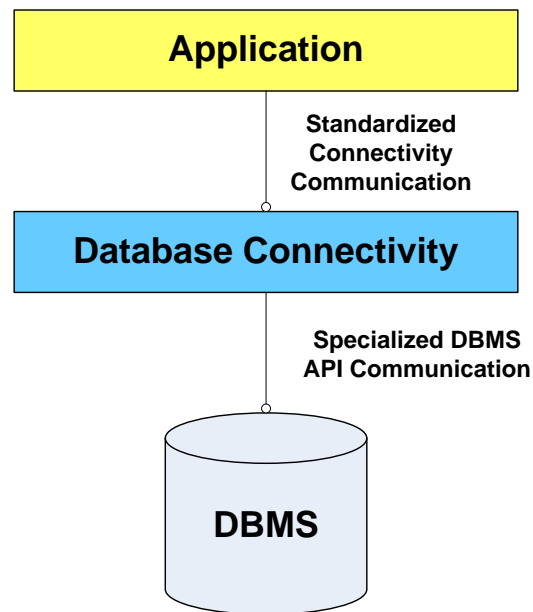 Application
Standardized
Connectivity
Communication
Database Connectivity
Specialized DBMS
API Communication
DBMS